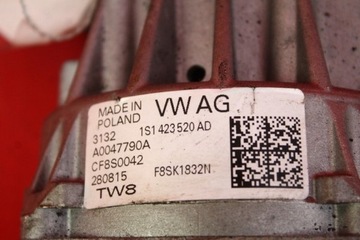 MADE IN
POLAND
VW AG
3132
1S1 423 520 AD
A0047790A
CF8S0042
280815
F8SK1832N
TW8